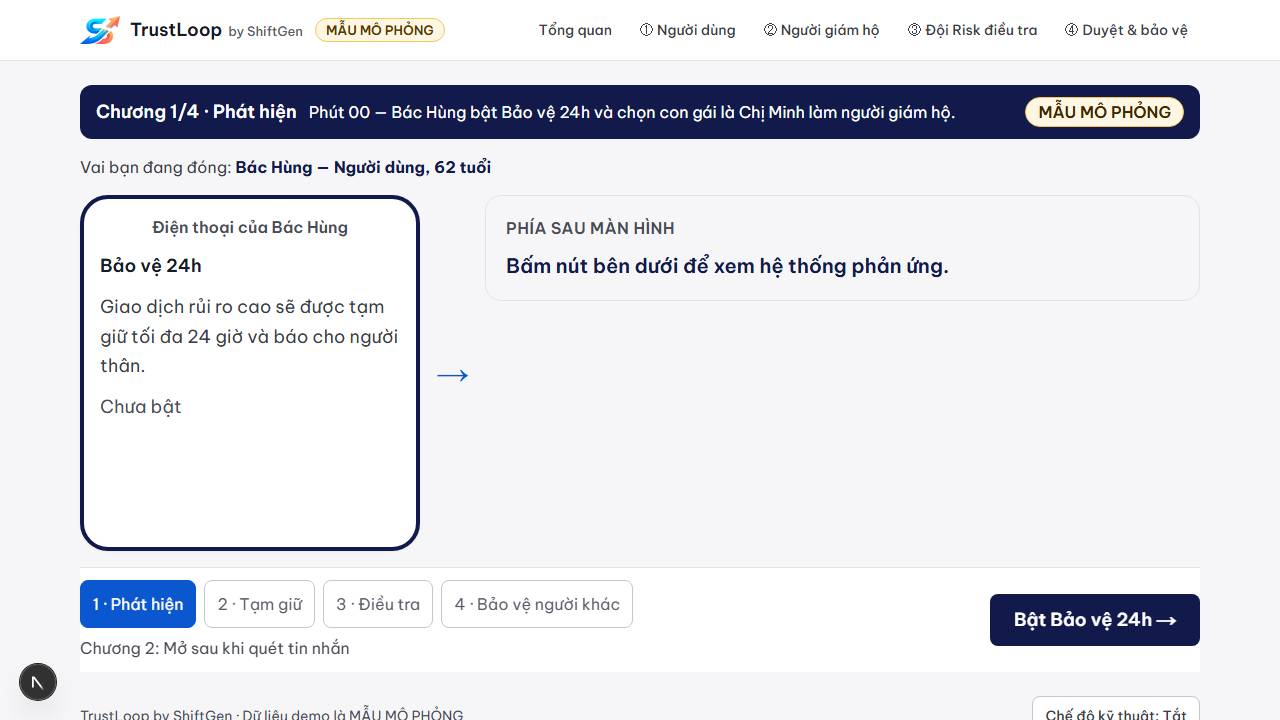 TrustLoop by ShiftGen MẪU MÔ PHỎNG Tổng quan ① Người dùng ② Người giám hộ ③ Đội Risk điều tra ④ Duyệt & bảo vệ
Chương 1/4 · Phát hiện Phút 00 — Bác Hùng bật Bảo vệ 24h và chọn con gái là Chị Minh làm người giám hộ. MẪU MÔ PHỎNG
Vai bạn đang đóng: Bác Hùng — Người dùng, 62 tuổi
Điện thoại của Bác Hùng
Bảo vệ 24h
Giao dịch rủi ro cao sẽ được tạm
giữ tối đa 24 giờ và báo cho người
thân.
Chưa bật
→
PHÍA SAU MÀN HÌNH
Bấm nút bên dưới để xem hệ thống phản ứng.
1 · Phát hiện 2 · Tạm giữ 3 · Điều tra 4 · Bảo vệ người khác
Chương 2: Mở sau khi quét tin nhắn
Bật Bảo vệ 24h →
TrustLoop by ShiftGen · Dữ liệu demo là MẪU MÔ PHỎNG
Chế độ kỹ thuật: Tắt